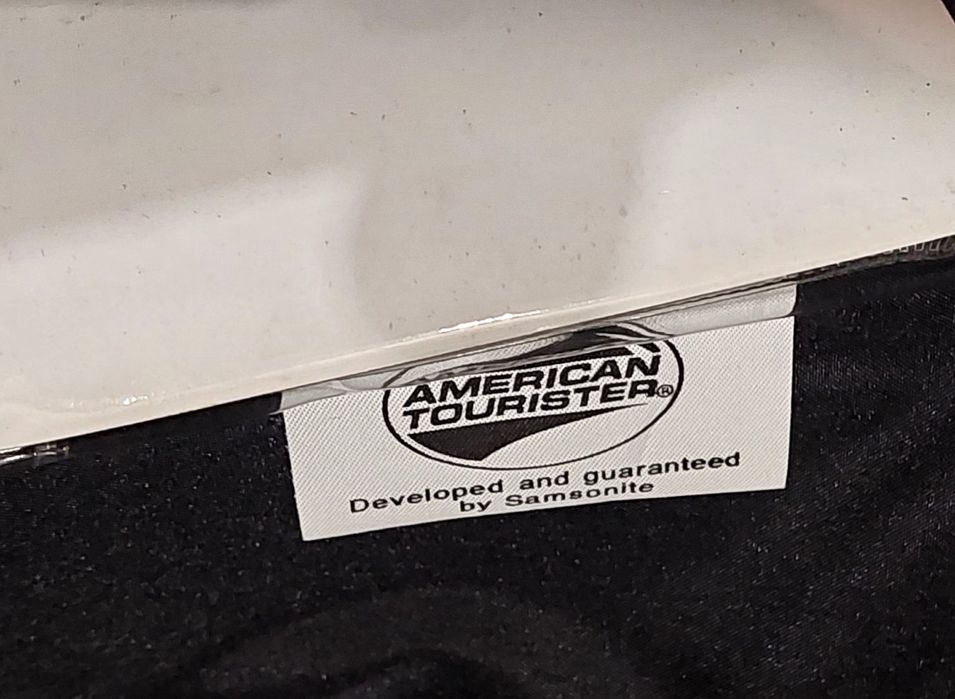 AMERICAN
TOURISTER®
Developed and guaranteed
by Samsonite